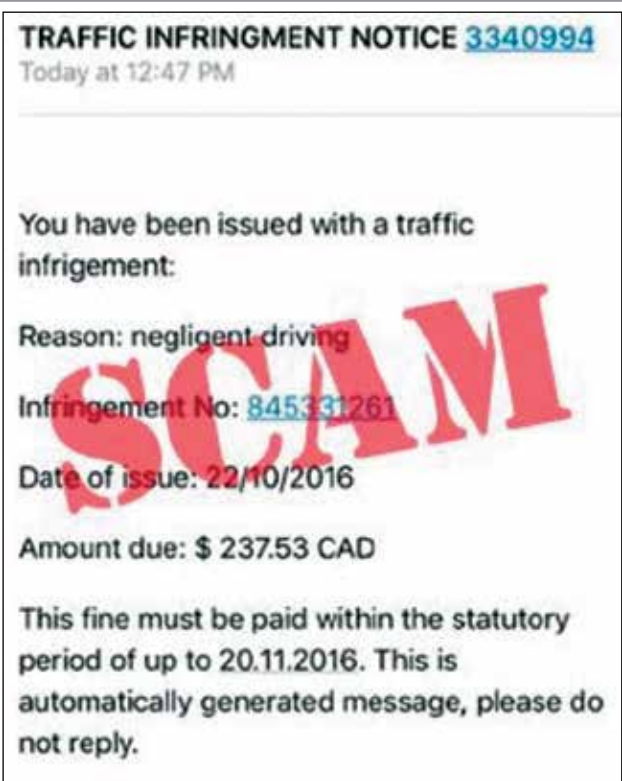 TRAFFIC INFRINGMENT NOTICE 3340994
Today at 12:47 PM
You have been issued with a traffic
infrigement:
Reason: negligent driving
Infringement No: 845331261
Date of issue: 22/10/2016
Amount due: $ 237.53 CAD
This fine must be paid within the statutory
period of up to 20.11.2016. This is
automatically generated message, please do
not reply.
SCAM